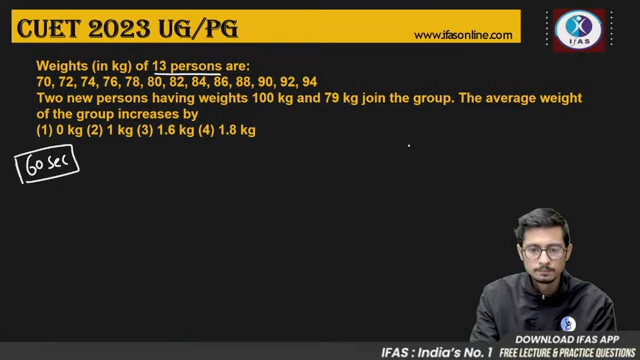 CUET 2023 UG/PG
www.ifasonline.com
iFAS
Weights (in kg) of 13 persons are:
70, 72, 74, 76, 78, 80, 82, 84, 86, 88, 90, 92, 94
Two new persons having weights 100 kg and 79 kg join the group. The average weight
of the group increases by
(1) 0 kg (2) 1 kg (3) 1.6 kg (4) 1.8 kg
60 sec
DOWNLOAD IFAS APP
IFAS : India's No. 1
FREE LECTURE & PRACTICE QUESTIONS